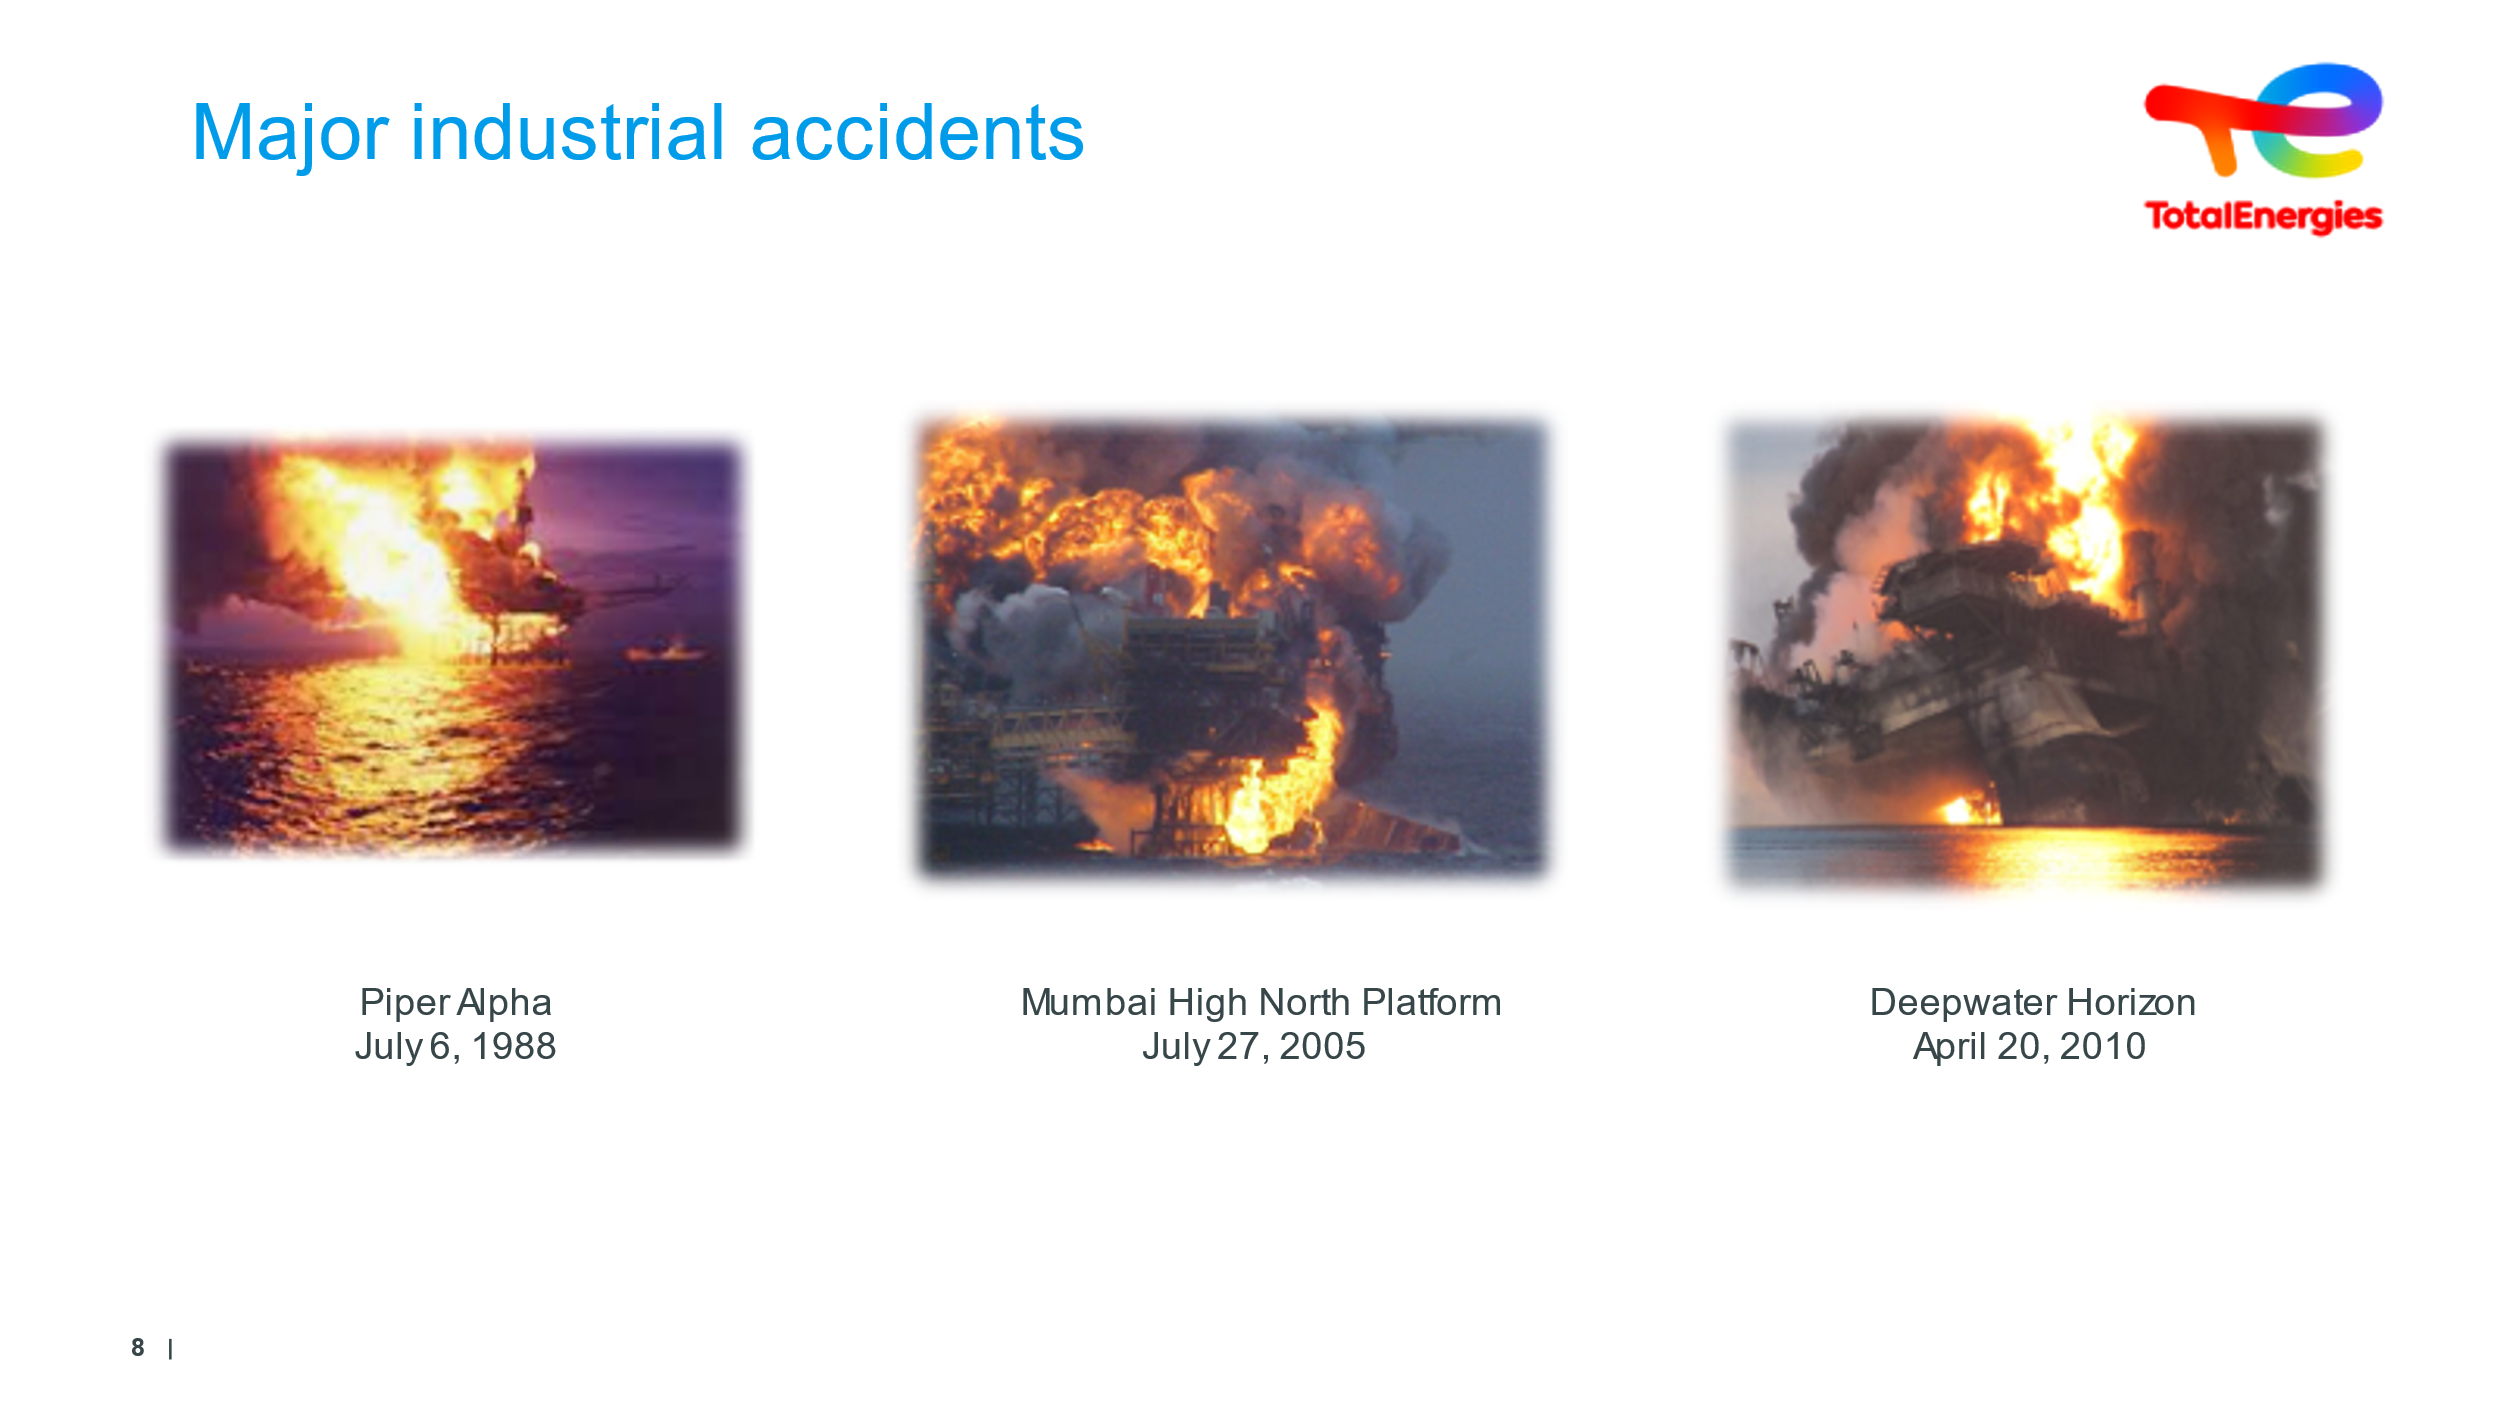 Major industrial accidents
TotalEnergies
Piper Alpha
July 6, 1988
Mumbai High North Platform
July 27, 2005
Deepwater Horizon
April 20, 2010
8 |